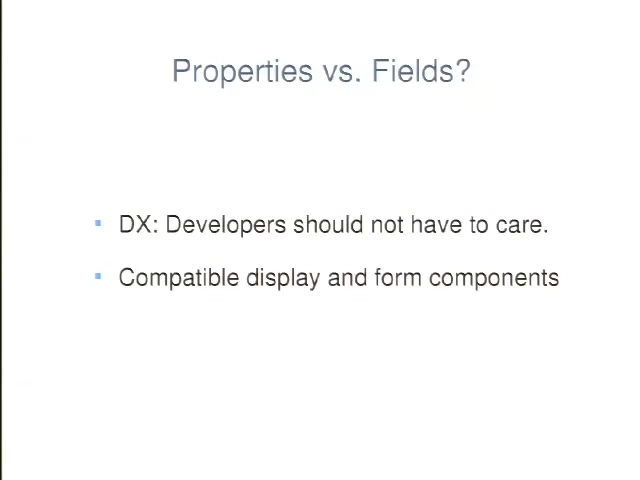 Properties vs. Fields?
DX: Developers should not have to care.
Compatible display and form components